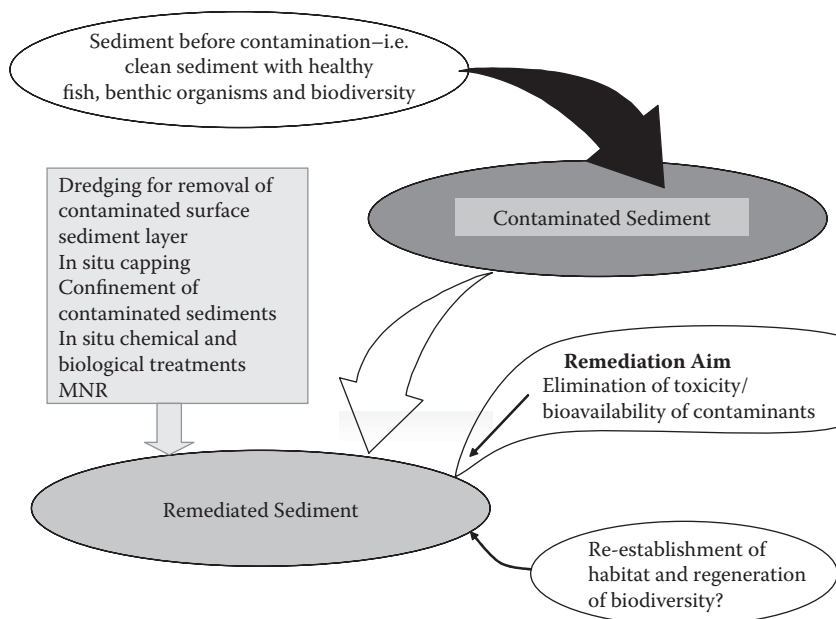 Sediment before contamination–i.e.
clean sediment with healthy
fish, benthic organisms and biodiversity
Contaminated Sediment
Dredging for removal of
contaminated surface
sediment layer
In situ capping
Confinement of
contaminated sediments
In situ chemical and
biological treatments
MNR
Remediation Aim
Elimination of toxicity/
bioavailability of contaminants
Remediated Sediment
Re-establishment of
habitat and regeneration
of biodiversity?